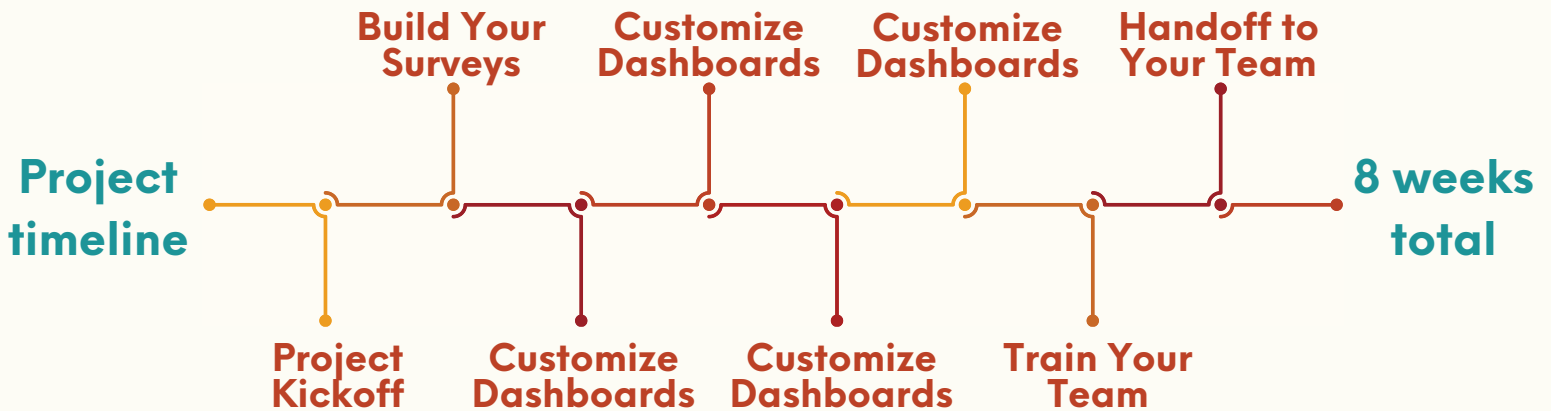 Project
timeline
Project
Kickoff
Build Your
Surveys
Customize
Dashboards
Customize
Dashboards
Customize
Dashboards
Customize
Dashboards
Train Your
Team
Handoff to
Your Team
8 weeks
total